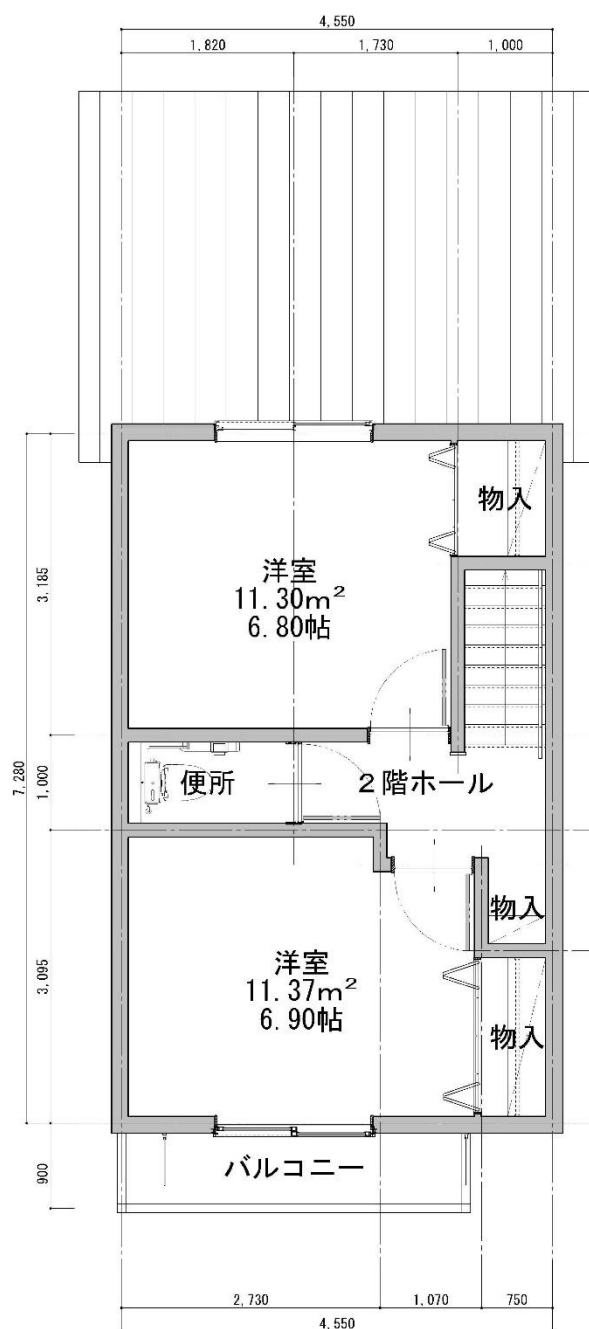 4,550
1,820
1,730
1,000
物入
洋室
11.30m²
6.80帖
3,185
7,280
1,000
便所
2階ホール
物入
3,095
洋室
11.37m²
6.90帖
物入
900
バルコニー
2,730
1,070
750
4,550